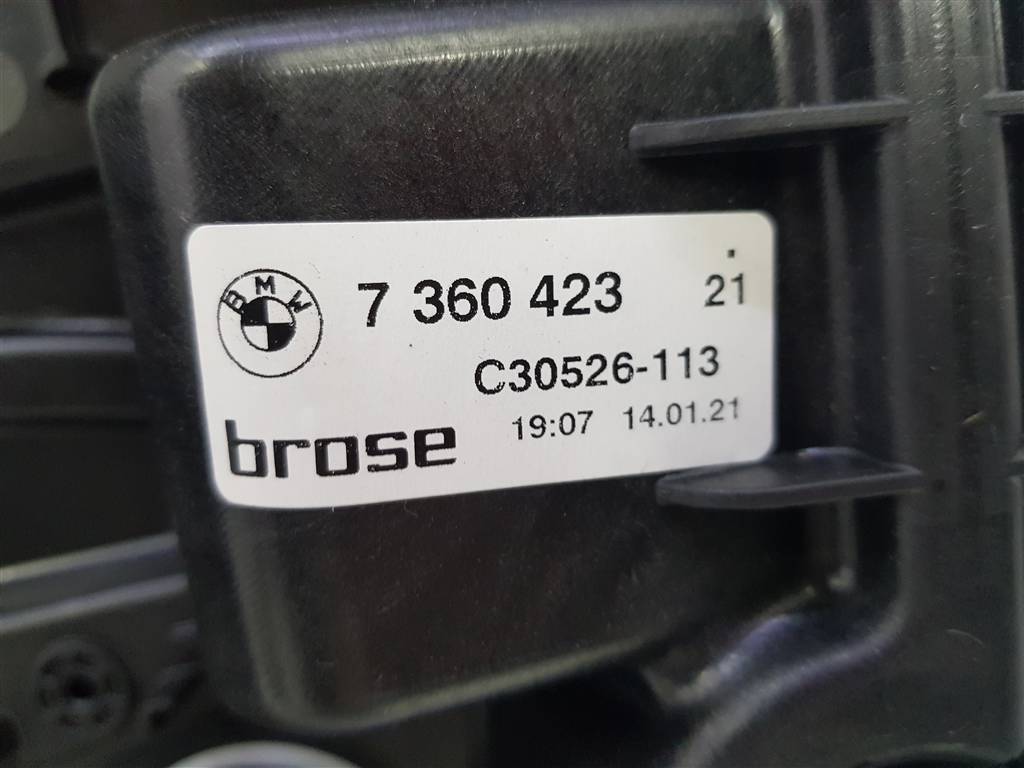 BMW
7 360 423
21
C30526-113
brose
19:07 14.01.21